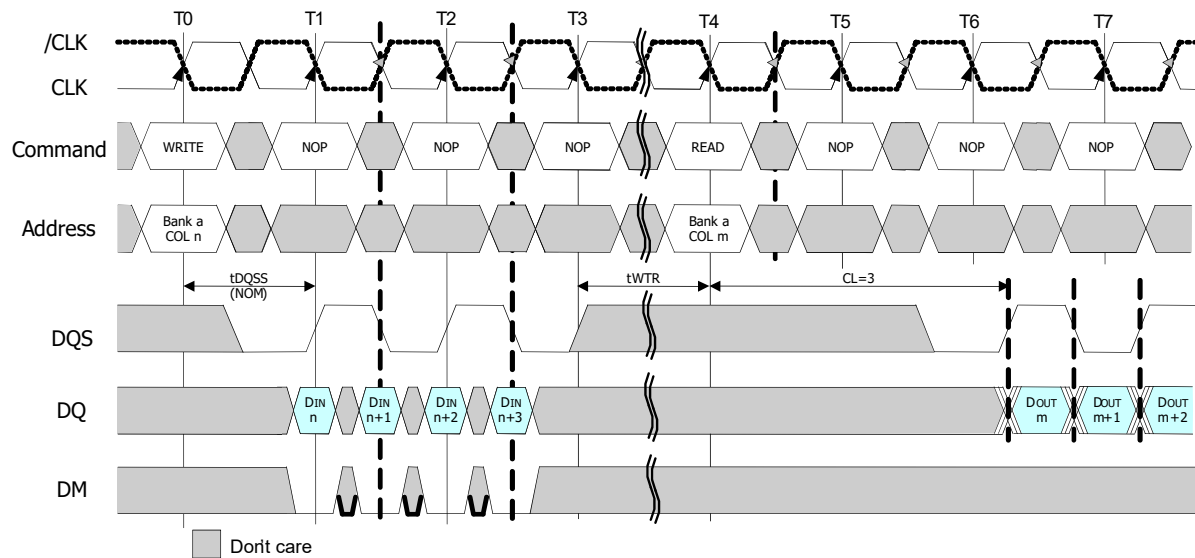 T0 T1 T2 T3 T4 T5 T6 T7
/CLK
CLK
Command WRITE NOP NOP NOP READ NOP NOP NOP
Address Bank a COL n Bank a COL m
tDQSS (NOM) tWTR CL=3
DQS
DQ DIN n DIN n+1 DIN n+2 DIN n+3 DOUT m DOUT m+1 DOUT m+2
DM
Don't care